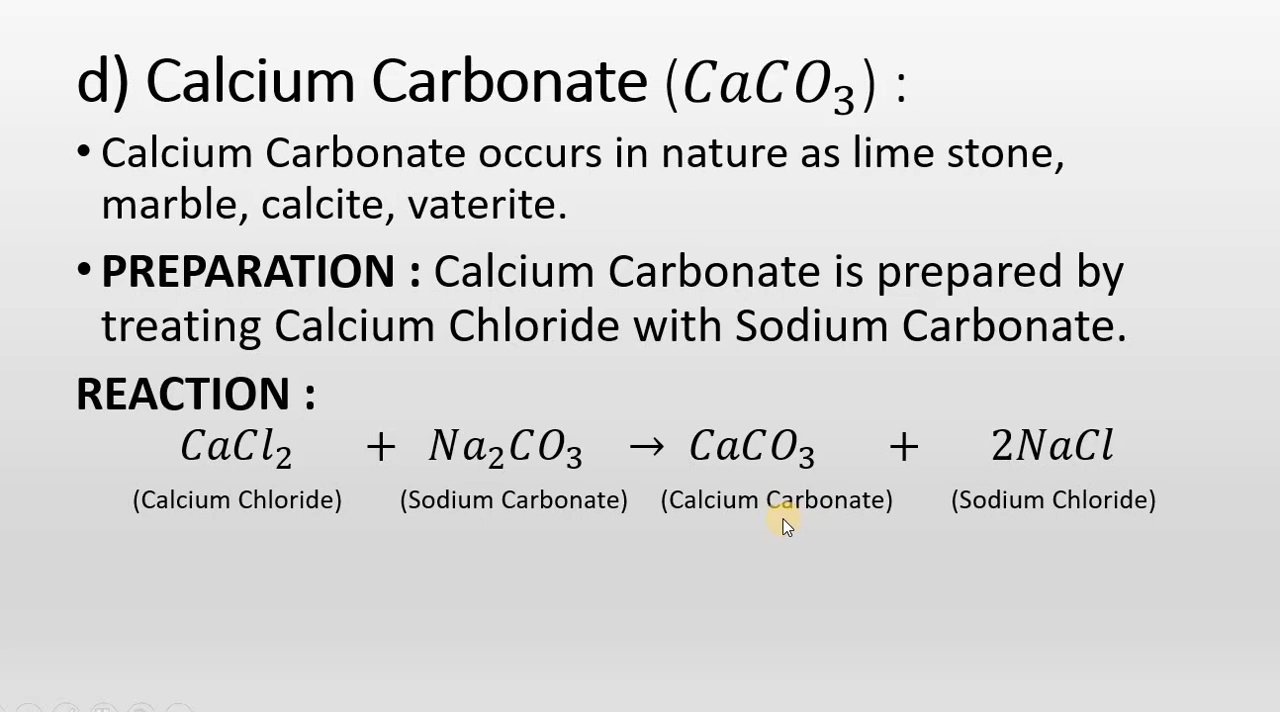 d) Calcium Carbonate (CaCO₃) :
• Calcium Carbonate occurs in nature as lime stone,
marble, calcite, vaterite.
• PREPARATION : Calcium Carbonate is prepared by
treating Calcium Chloride with Sodium Carbonate.
REACTION :
CaCl₂ + Na₂CO₃ → CaCO₃ + 2NaCl
(Calcium Chloride) (Sodium Carbonate) (Calcium Carbonate) (Sodium Chloride)